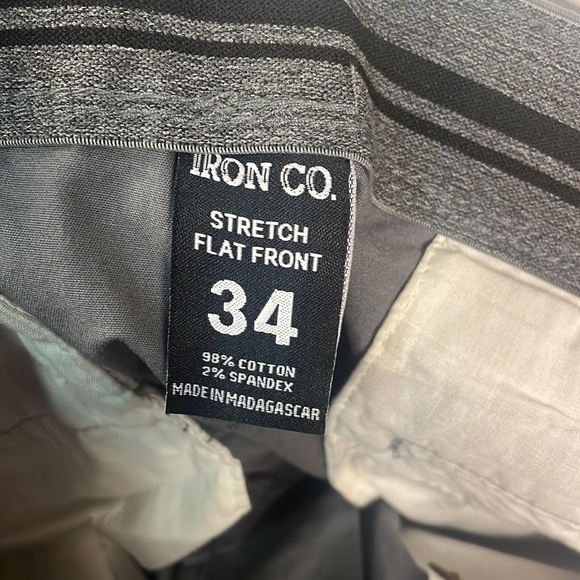 IRON CO.
STRETCH
FLAT FRONT
34
98% COTTON
2% SPANDEX
MADE IN MADAGASCAR